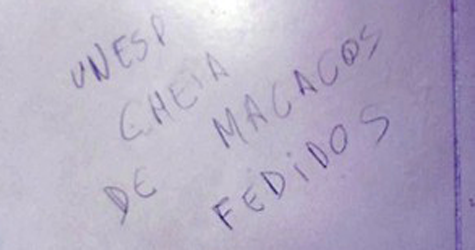 UNESP
CHEIA
DE MACACOS
FEDIDOS